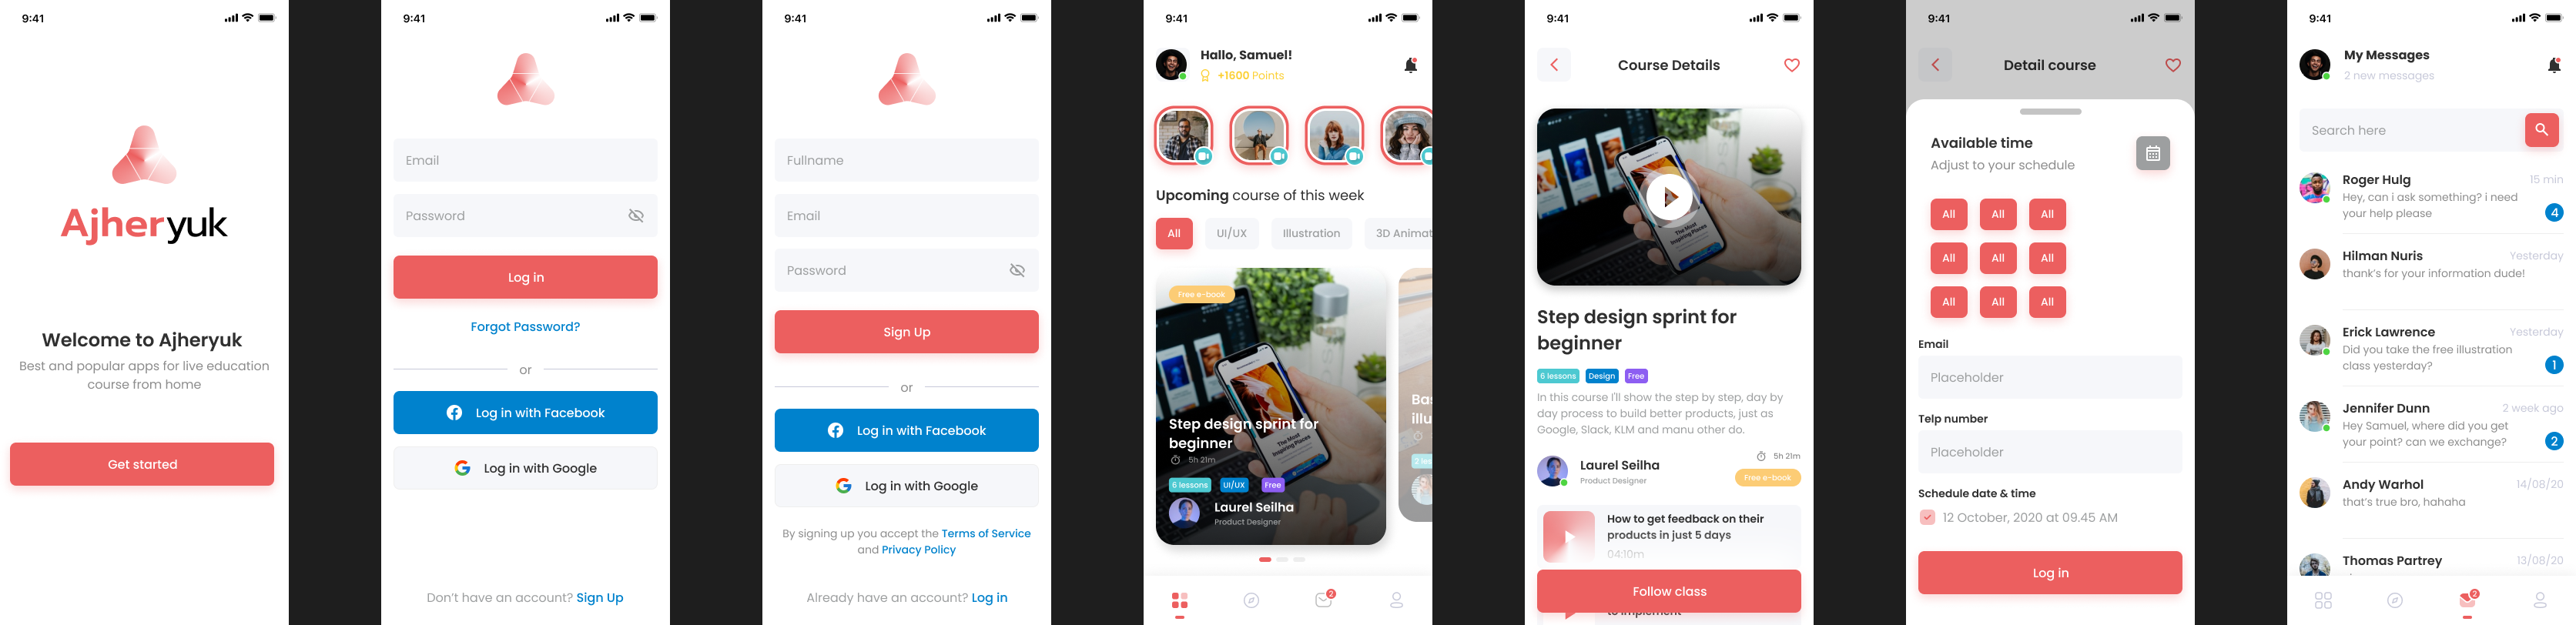 9:41
Ajheryuk
Welcome to Ajheryuk
Best and popular apps for live education
course from home
Get started
9:41
Email
Password
Log in
Forgot Password?
or
Log in with Facebook
Log in with Google
Don't have an account? Sign Up
9:41
Fullname
Email
Password
Sign Up
or
Log in with Facebook
Log in with Google
By signing up you accept the Terms of Service
and Privacy Policy
Already have an account? Log in
9:41
Hallo, Samuel!
+1600 Points
Upcoming course of this week
All
UI/UX
Illustration
3D Animat
Free e-book
Step design sprint for
beginner
5h 21m
6 lessons
UI/UX
Free
Laurel Seilha
Product Designer
Bas
illu
2 les
2
9:41
Course Details
Step design sprint for
beginner
6 lessons
Design
Free
In this course I'll show the step by step, day by
day process to build better products, just as
Google, Slack, KLM and manu other do.
Laurel Seilha
Product Designer
5h 21m
Free e-book
How to get feedback on their
products in just 5 days
04:10m
Follow class
to implement
9:41
Detail course
Available time
Adjust to your schedule
All All All
All All All
All All All
Email
Placeholder
Telp number
Placeholder
Schedule date & time
12 October, 2020 at 09.45 AM
Log in
9:41
My Messages
2 new messages
Search here
Roger Hulg
15 min
Hey, can i ask something? i need
your help please
4
Hilman Nuris
Yesterday
thank's for your information dude!
Erick Lawrence
Yesterday
Did you take the free illustration
class yesterday?
1
Jennifer Dunn
2 week ago
Hey Samuel, where did you get
your point? can we exchange?
2
Andy Warhol
14/08/20
that's true bro, hahaha
Thomas Partrey
13/08/20
2